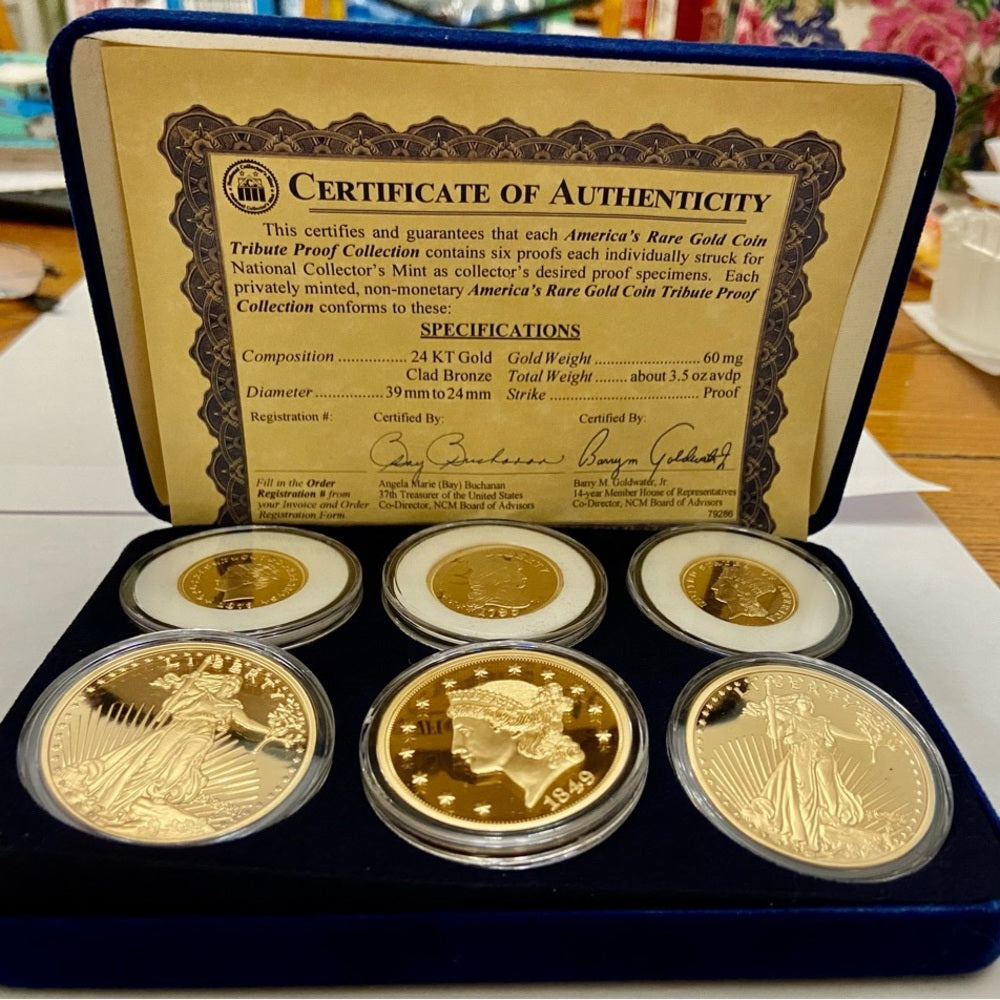 CERTIFICATE OF AUTHENTICITY
This certifies and guarantees that each America's Rare Gold Coin
Tribute Proof Collection contains six proofs each individually struck for
National Collector's Mint as collector's desired proof specimens. Each
privately minted, non-monetary America's Rare Gold Coin Tribute Proof
Collection conforms to these:
SPECIFICATIONS
Composition ............... 24 KT Gold Gold Weight ........................ 60 mg
Clad Bronze Total Weight ........ about 3.5 oz avdp
Diameter ............... 39 mm to 24 mm Strike ................................... Proof
Registration #: Certified By: Certified By:
Bay Buchanan Barry M Goldwater Jr
Fill in the Order Angela Marie (Bay) Buchanan Barry M. Goldwater, Jr.
Registration # from 37th Treasurer of the United States 14-year Member House of Representatives
your Invoice and Order Co-Director, NCM Board of Advisors Co-Director, NCM Board of Advisors
Registration Form
79286
LIBERTY
1849
LIBERTY